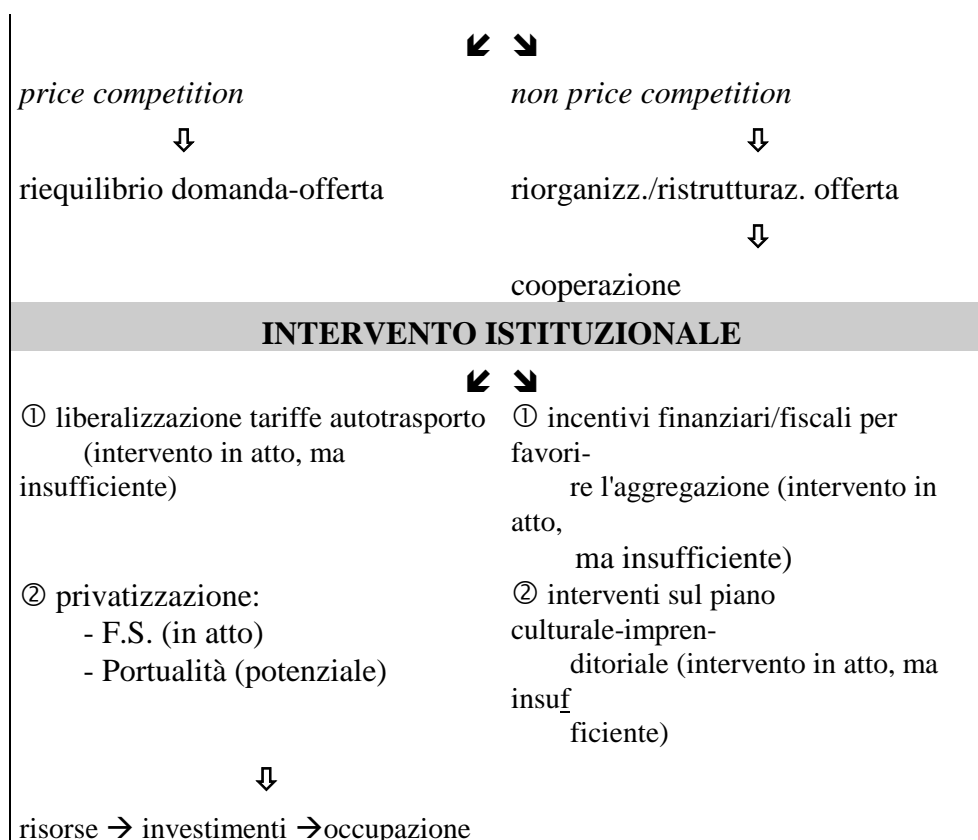 🡿 🡾
price competition non price competition
⇩ ⇩
riequilibrio domanda-offerta riorganizz./ristrutturaz. offerta
⇩
cooperazione
INTERVENTO ISTITUZIONALE
🡿 🡾
① liberalizzazione tariffe autotrasporto
(intervento in atto, ma
insufficiente)
① incentivi finanziari/fiscali per
favori-
re l'aggregazione (intervento in
atto,
ma insufficiente)
② privatizzazione:
- F.S. (in atto)
- Portualità (potenziale)
② interventi sul piano
culturale-impren-
ditoriale (intervento in atto, ma
insuf
ficiente)
⇩
risorse → investimenti →occupazione